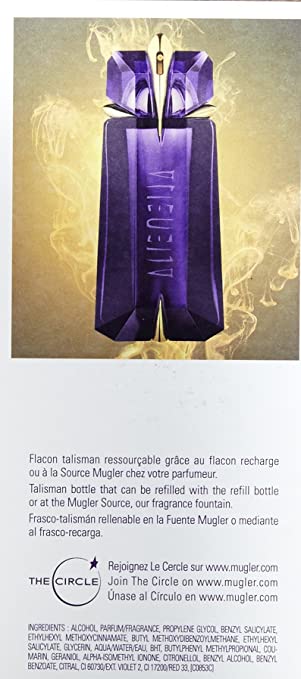 ALIEN
Flacon talisman ressourçable grâce au flacon recharge
ou à la Source Mugler chez votre parfumeur.
Talisman bottle that can be refilled with the refill bottle
or at the Mugler Source, our fragrance fountain.
Frasco-talismán rellenable en la Fuente Mugler o mediante
al frasco-recarga.
THE CIRCLE
Rejoignez Le Cercle sur www.mugler.com
Join The Circle on www.mugler.com
Únase al Círculo en www.mugler.com
INGREDIENTS : ALCOHOL, PARFUM/FRAGRANCE, PROPYLENE GLYCOL, BENZYL SALICYLATE,
ETHYLHEXYL METHOXYCINNAMATE, BUTYL METHOXYDIBENZOYLMETHANE, ETHYLHEXYL
SALICYLATE, GLYCERIN, AQUA/WATER/EAU, BHT, BUTYLPHENYL METHYLPROPIONAL, COU-
MARIN, GERANIOL, ALPHA-ISOMETHYL IONONE, CITRONELLOL, BENZYL ALCOHOL, BENZYL
BENZOATE, CITRAL, CI 60730/EXT. VIOLET 2, CI 17200/RED 33, [C0853C]